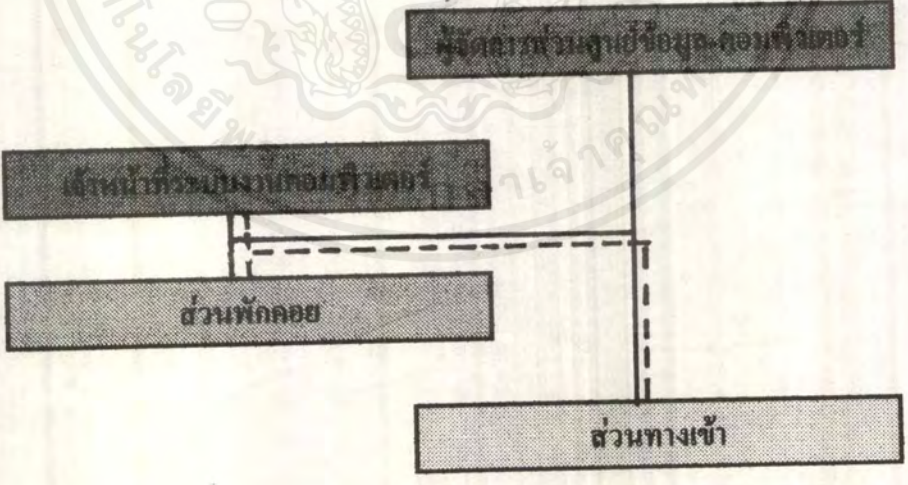 ผู้จัดการส่วนศูนย์ข้อมูล-คอมพิวเตอร์
เจ้าหน้าที่ระบบงานคอมพิวเตอร์
ส่วนพักคอย
ส่วนทางเข้า